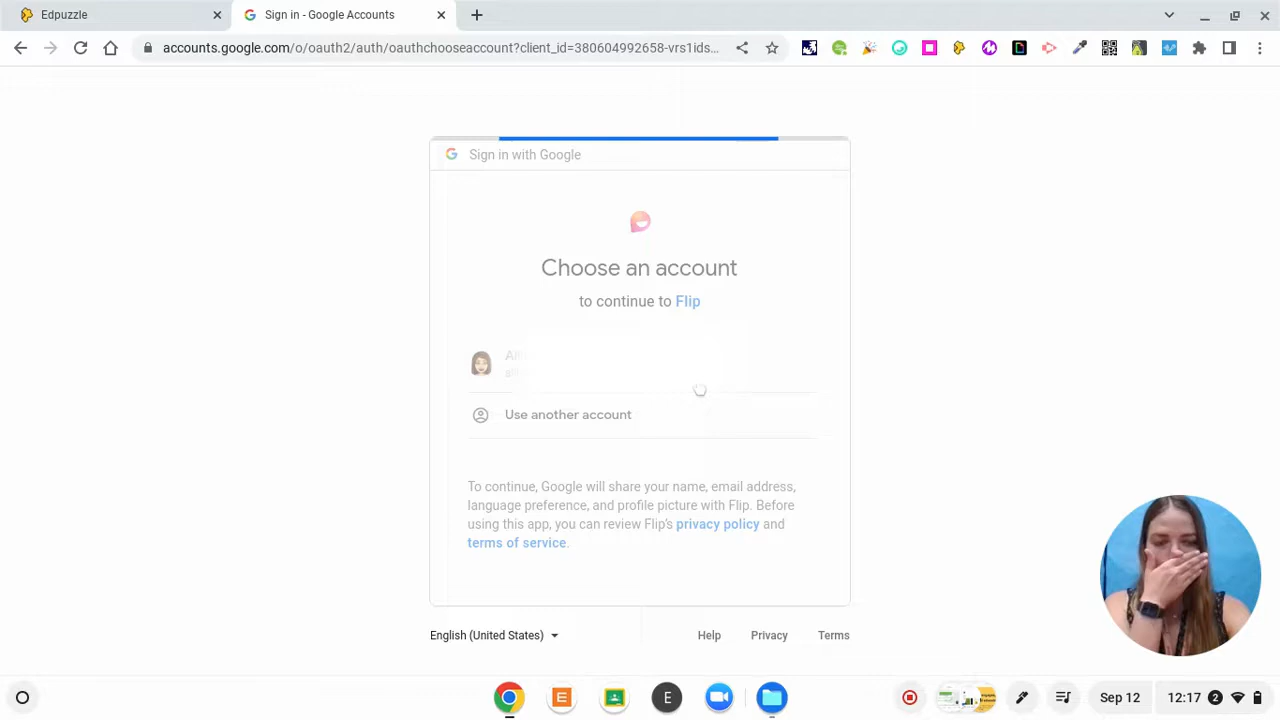 Edpuzzle
Sign in - Google Accounts
accounts.google.com/o/oauth2/auth/oauthchooseaccount?client_id=380604992658-vrs1ids...
Sign in with Google
Choose an account
to continue to Flip
Use another account
To continue, Google will share your name, email address,
language preference, and profile picture with Flip. Before
using this app, you can review Flip's privacy policy and
terms of service.
English (United States)
Help
Privacy
Terms
E
Sep 12
12:17
2